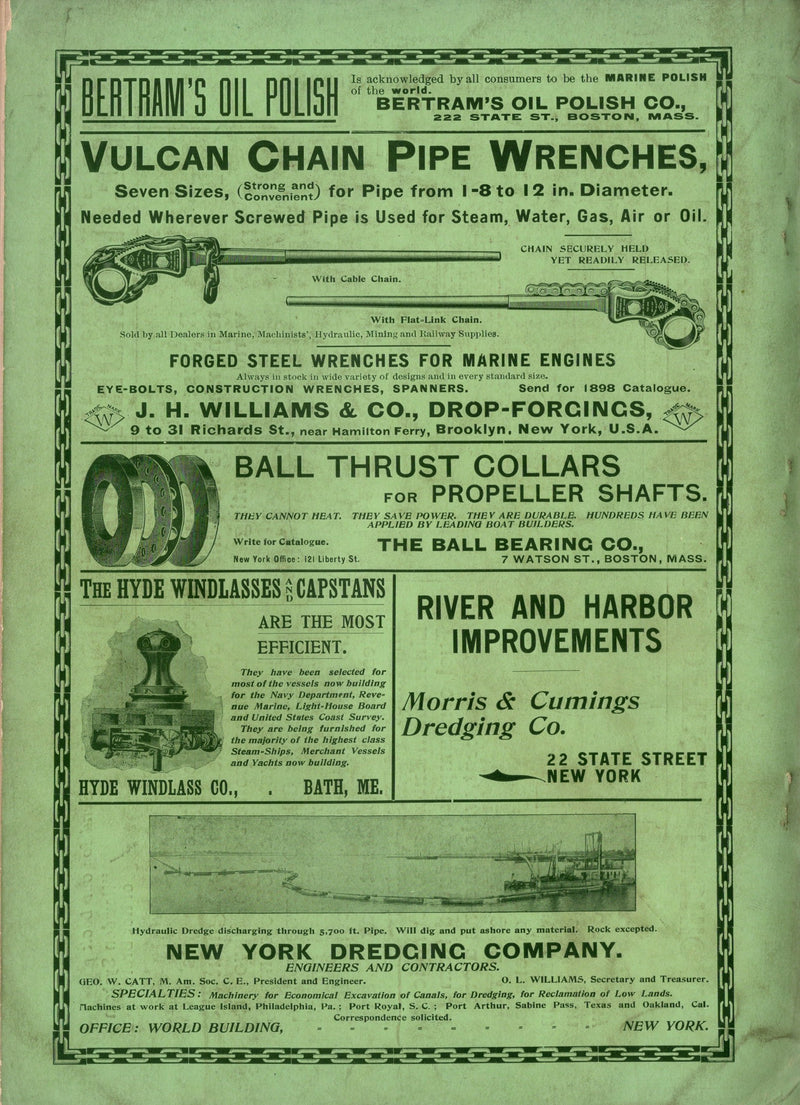 BERTRAM'S OIL POLISH
Is acknowledged by all consumers to be the MARINE POLISH
of the world.
BERTRAM'S OIL POLISH CO.,
222 STATE ST., BOSTON, MASS.
VULCAN CHAIN PIPE WRENCHES,
Seven Sizes, (Strong and Convenient) for Pipe from 1-8 to 12 in. Diameter.
Needed Wherever Screwed Pipe is Used for Steam, Water, Gas, Air or Oil.
CHAIN SECURELY HELD
YET READILY RELEASED.
With Cable Chain.
With Flat-Link Chain.
Sold by all Dealers in Marine, Machinists', Hydraulic, Mining and Railway Supplies.
FORGED STEEL WRENCHES FOR MARINE ENGINES
Always in stock in wide variety of designs and in every standard size.
EYE-BOLTS, CONSTRUCTION WRENCHES, SPANNERS. Send for 1898 Catalogue.
W J. H. WILLIAMS & CO., DROP-FORGINGS, W
9 to 31 Richards St., near Hamilton Ferry, Brooklyn, New York, U.S.A.
BALL THRUST COLLARS
FOR PROPELLER SHAFTS.
THEY CANNOT HEAT. THEY SAVE POWER. THEY ARE DURABLE. HUNDREDS HAVE BEEN
APPLIED BY LEADING BOAT BUILDERS.
Write for Catalogue. THE BALL BEARING CO.,
New York Office: 121 Liberty St. 7 WATSON ST., BOSTON, MASS.
THE HYDE WINDLASSES AND CAPSTANS
ARE THE MOST
EFFICIENT.
They have been selected for
most of the vessels now building
for the Navy Department, Reve-
nue Marine, Light-House Board
and United States Coast Survey.
They are being furnished for
the majority of the highest class
Steam-Ships, Merchant Vessels
and Yachts now building.
HYDE WINDLASS CO., . BATH, ME.
RIVER AND HARBOR
IMPROVEMENTS
Morris & Cumings
Dredging Co.
22 STATE STREET
NEW YORK
Hydraulic Dredge discharging through 5,700 ft. Pipe. Will dig and put ashore any material. Rock excepted.
NEW YORK DREDGING COMPANY.
ENGINEERS AND CONTRACTORS.
GEO. W. CATT, M. Am. Soc. C. E., President and Engineer. O. L. WILLIAMS, Secretary and Treasurer.
SPECIALTIES: Machinery for Economical Excavation of Canals, for Dredging, for Reclamation of Low Lands.
Machines at work at League Island, Philadelphia, Pa.; Port Royal, S. C.; Port Arthur, Sabine Pass, Texas and Oakland, Cal.
Correspondence solicited.
OFFICE: WORLD BUILDING, - - - - - - - - - NEW YORK.